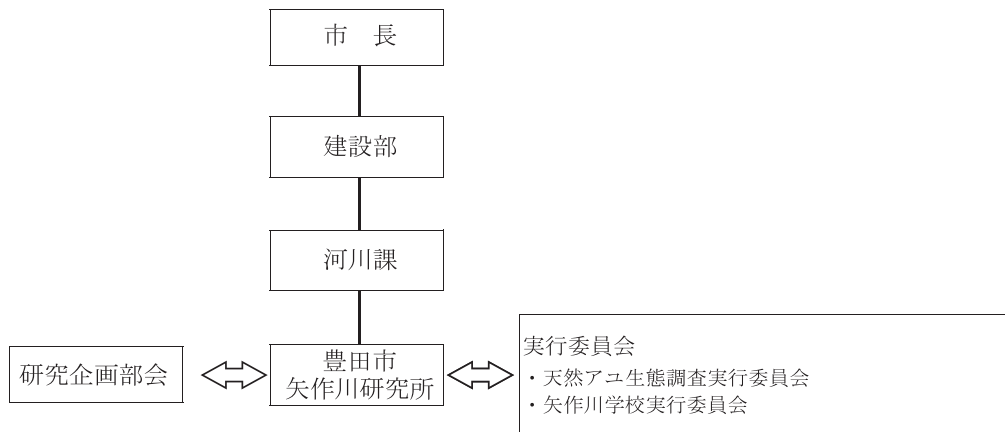 市　長
建設部
河川課
研究企画部会
豊田市
矢作川研究所
実行委員会
・天然アユ生態調査実行委員会
・矢作川学校実行委員会